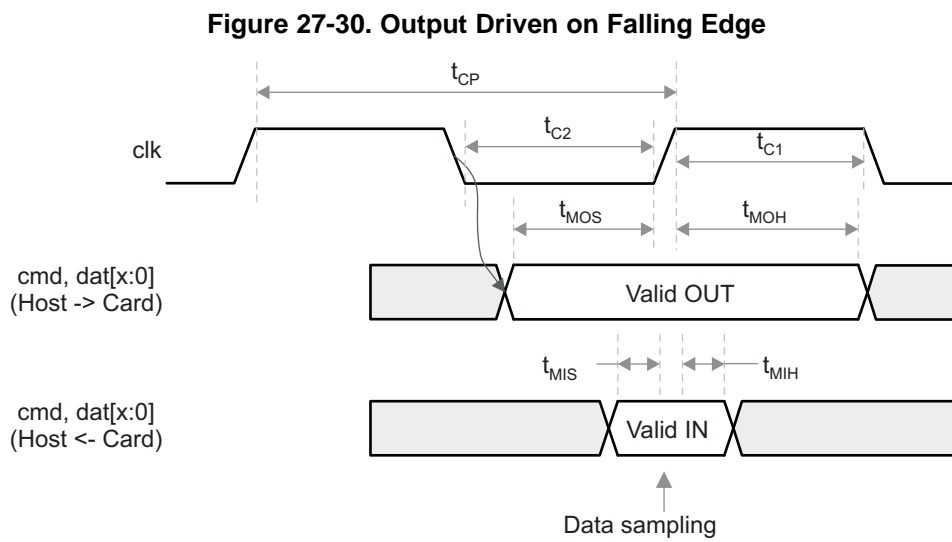 Figure 27-30. Output Driven on Falling Edge
tCP
clk
tC2
tC1
tMOS
tMOH
cmd, dat[x:0]
(Host -> Card)
Valid OUT
tMIS
tMIH
cmd, dat[x:0]
(Host <- Card)
Valid IN
Data sampling